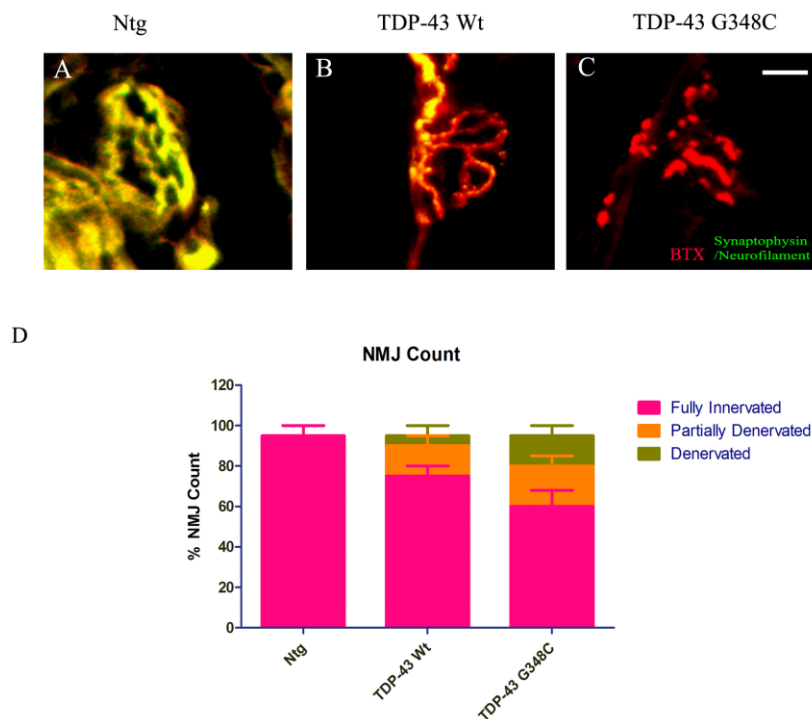 Ntg
TDP-43 Wt
TDP-43 G348C
A
B
C
BTX
Synaptophysin
/Neurofilament
D
NMJ Count
120
100
80
60
40
20
0
% NMJ Count
Ntg
TDP-43 Wt
TDP-43 G348C
Fully Innervated
Partially Denervated
Denervated